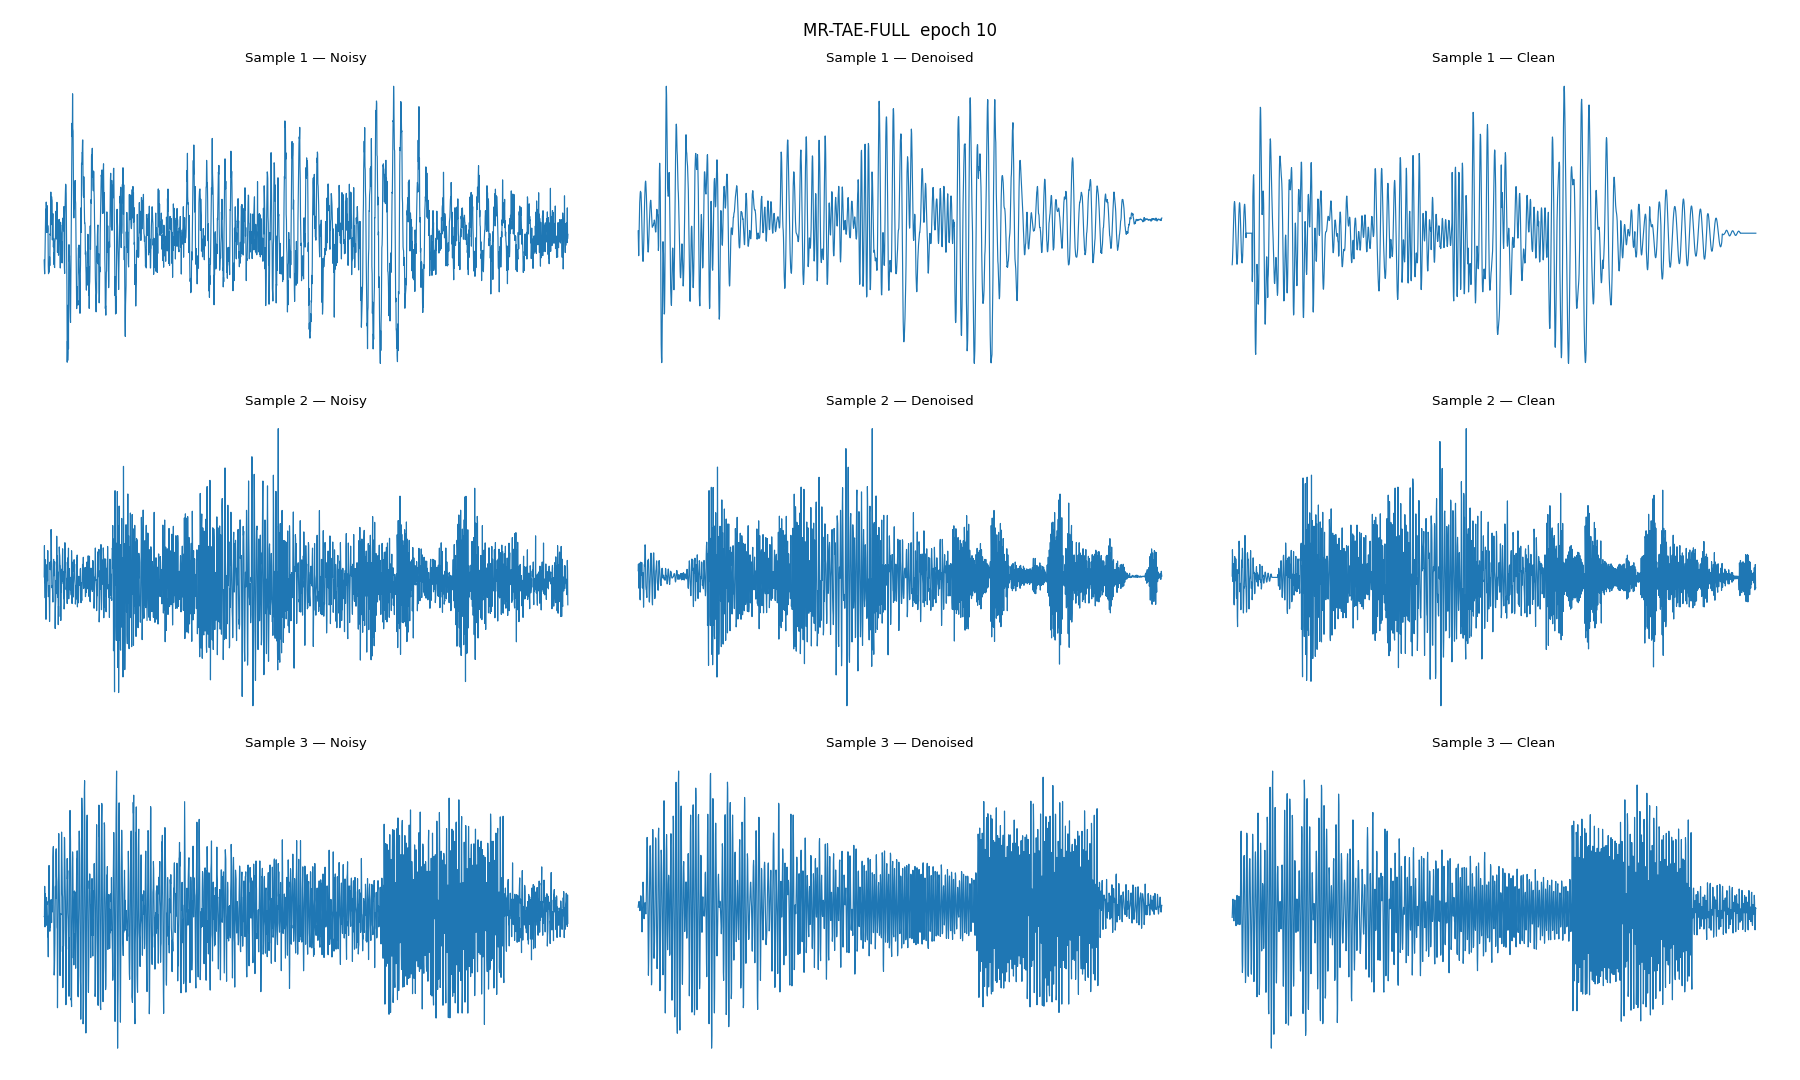 MR-TAE-FULL  epoch 10
Sample 1 — Noisy
Sample 1 — Denoised
Sample 1 — Clean
Sample 2 — Noisy
Sample 2 — Denoised
Sample 2 — Clean
Sample 3 — Noisy
Sample 3 — Denoised
Sample 3 — Clean